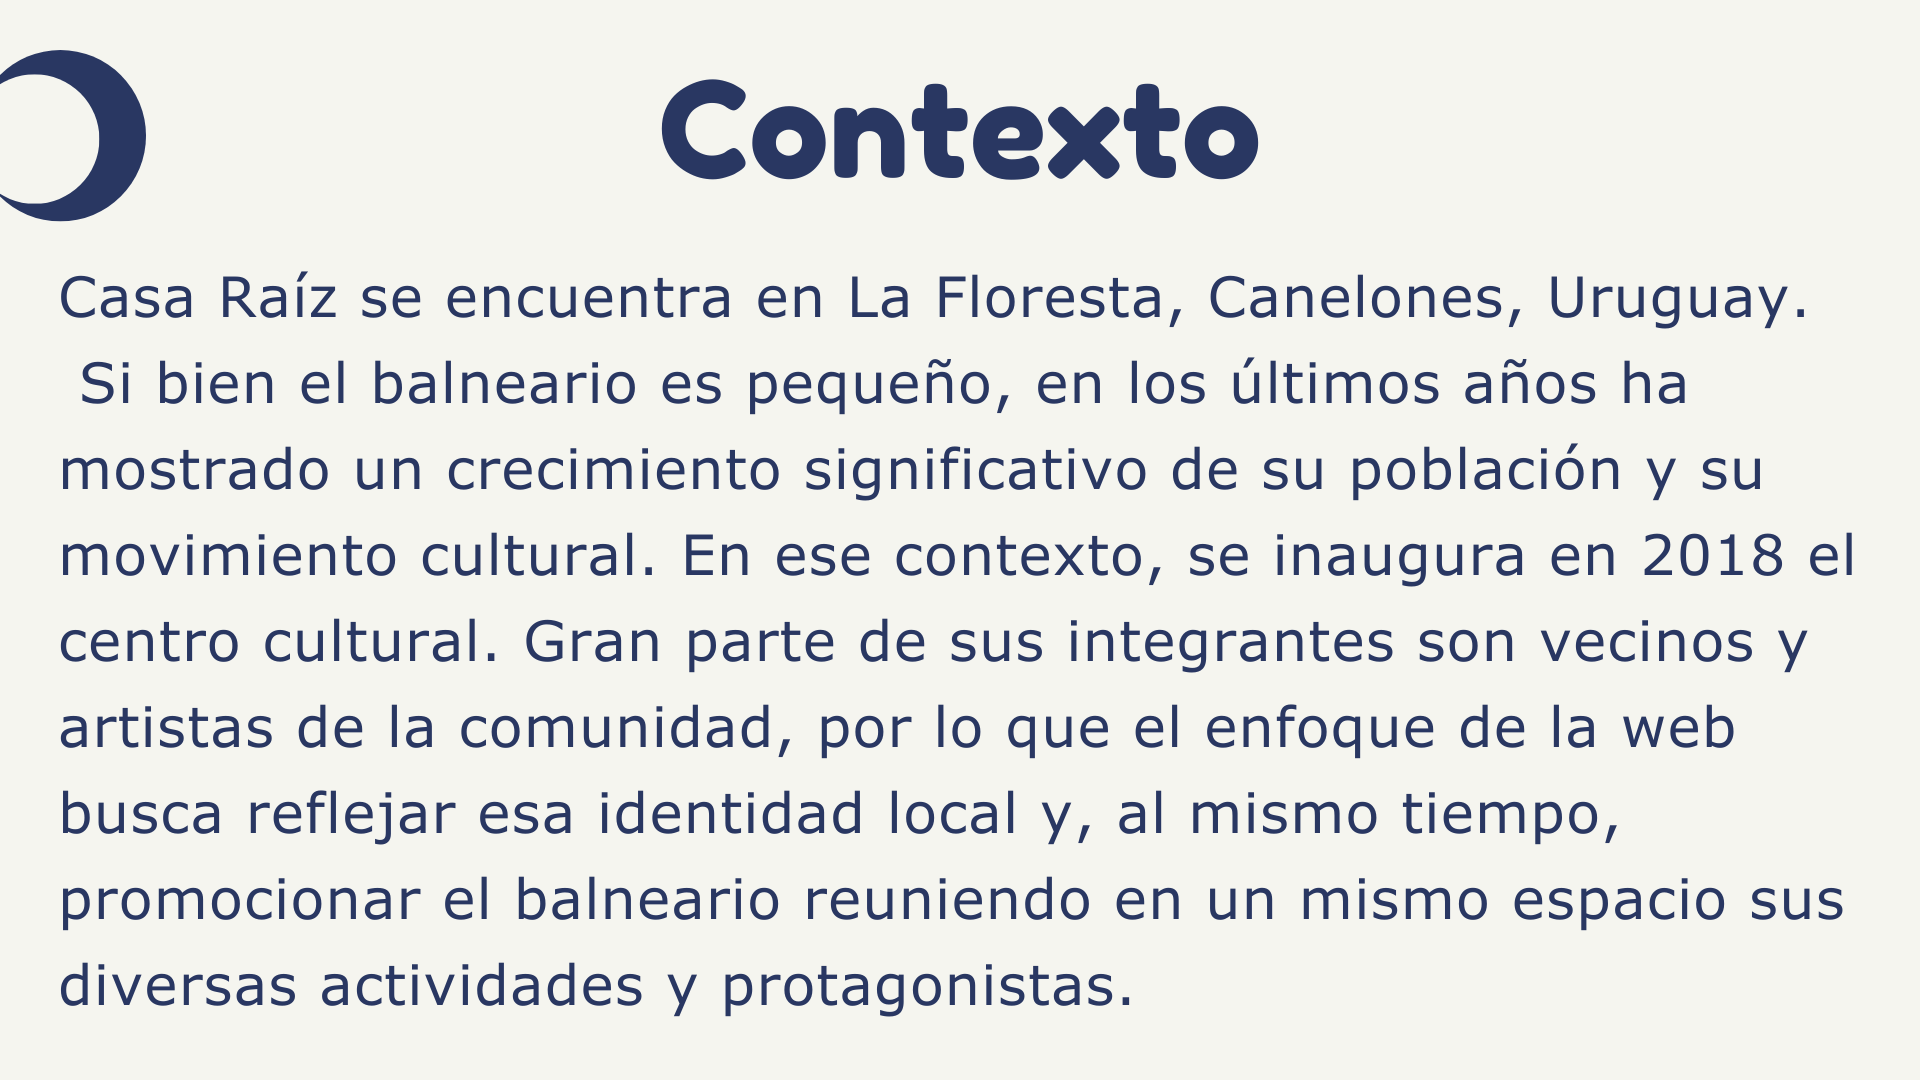 Contexto
Casa Raíz se encuentra en La Floresta, Canelones, Uruguay.
Si bien el balneario es pequeño, en los últimos años ha
mostrado un crecimiento significativo de su población y su
movimiento cultural. En ese contexto, se inaugura en 2018 el
centro cultural. Gran parte de sus integrantes son vecinos y
artistas de la comunidad, por lo que el enfoque de la web
busca reflejar esa identidad local y, al mismo tiempo,
promocionar el balneario reuniendo en un mismo espacio sus
diversas actividades y protagonistas.